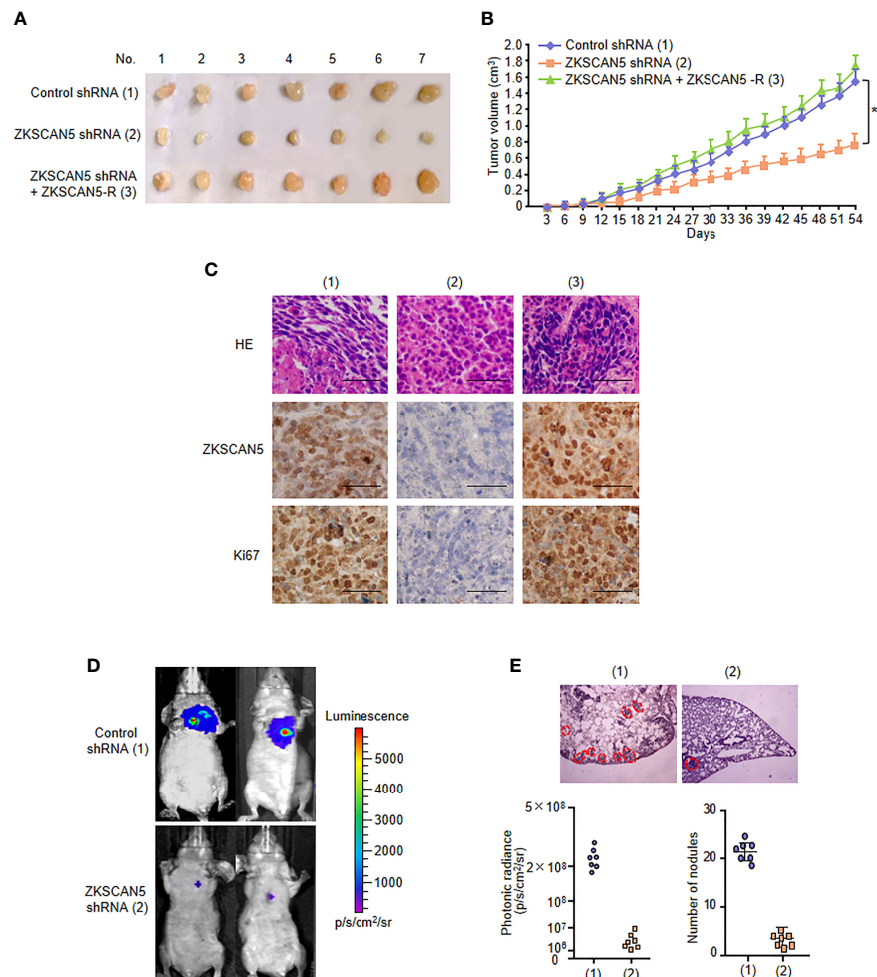 A
No. 1 2 3 4 5 6 7
Control shRNA (1)
ZKSCAN5 shRNA (2)
ZKSCAN5 shRNA
+ ZKSCAN5-R (3)
B
Control shRNA (1)
ZKSCAN5 shRNA (2)
ZKSCAN5 shRNA + ZKSCAN5 -R (3)
Tumor volume (cm³)
2.0
1.8
1.6
1.4
1.2
1.0
0.8
0.6
0.4
0.2
0
*
3 6 9 12 15 18 21 24 27 30 33 36 39 42 45 48 51 54
Days
C
(1) (2) (3)
HE
ZKSCAN5
Ki67
D
Control
shRNA (1)
ZKSCAN5
shRNA (2)
Luminescence
5000
4000
3000
2000
1000
p/s/cm²/sr
E
(1) (2)
Photonic radiance
(p/s/cm²/sr)
5×10⁸
2×10⁸
10⁸
10⁷
10⁶
0
(1) (2)
Number of nodules
30
20
10
0
(1) (2)